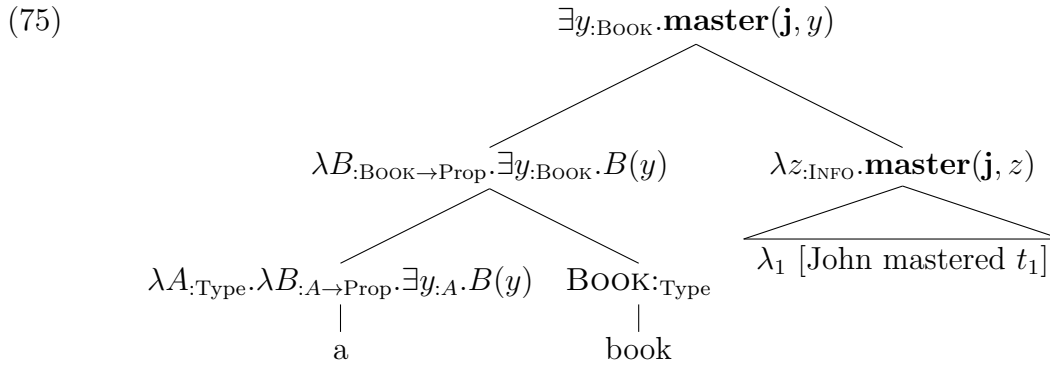 (75) ∃y:Book.master(j, y)
λB:Book→Prop.∃y:Book.B(y) λz:Info.master(j, z)
λ1 [John mastered t1]
λA:Type.λB:A→Prop.∃y:A.B(y) Book:Type
a book